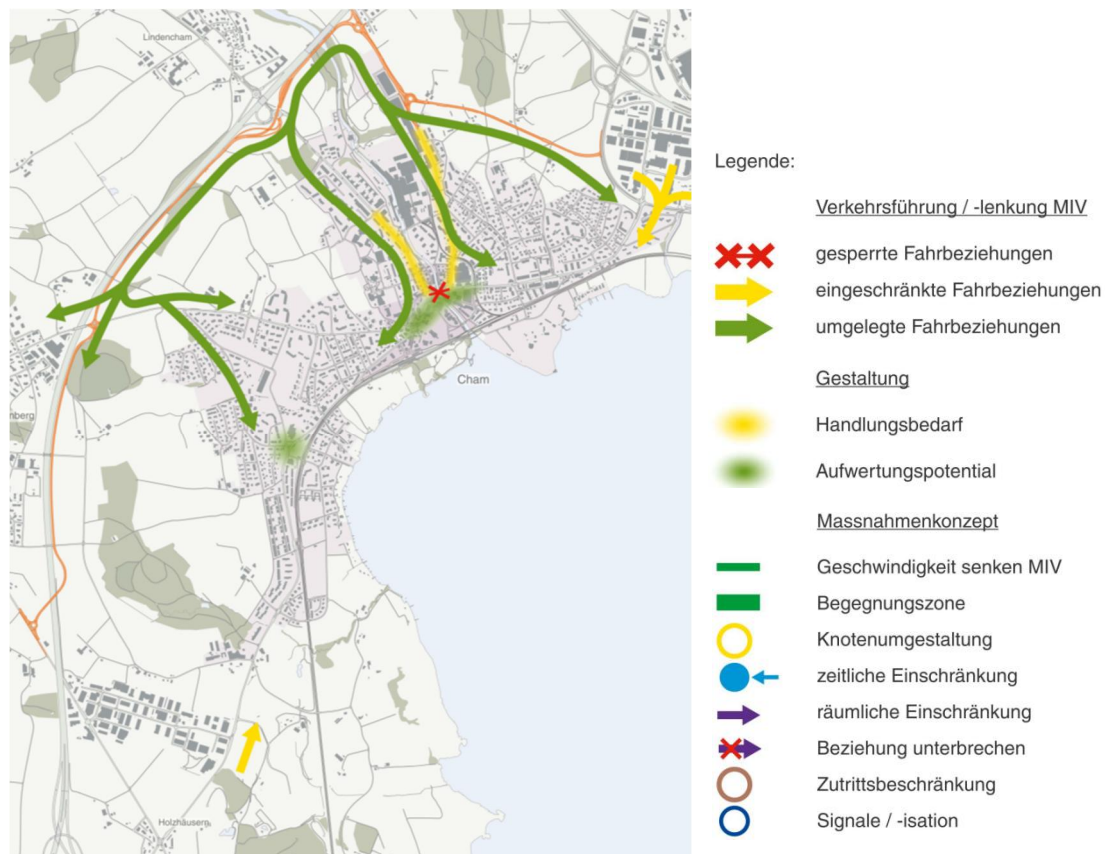 Lindencham
Cham
mberg
Holzhäusern
Legende:
Verkehrsführung / -lenkung MIV
gesperrte Fahrbeziehungen
eingeschränkte Fahrbeziehungen
umgelegte Fahrbeziehungen
Gestaltung
Handlungsbedarf
Aufwertungspotential
Massnahmenkonzept
Geschwindigkeit senken MIV
Begegnungszone
Knotenumgestaltung
zeitliche Einschränkung
räumliche Einschränkung
Beziehung unterbrechen
Zutrittsbeschränkung
Signale / -isation